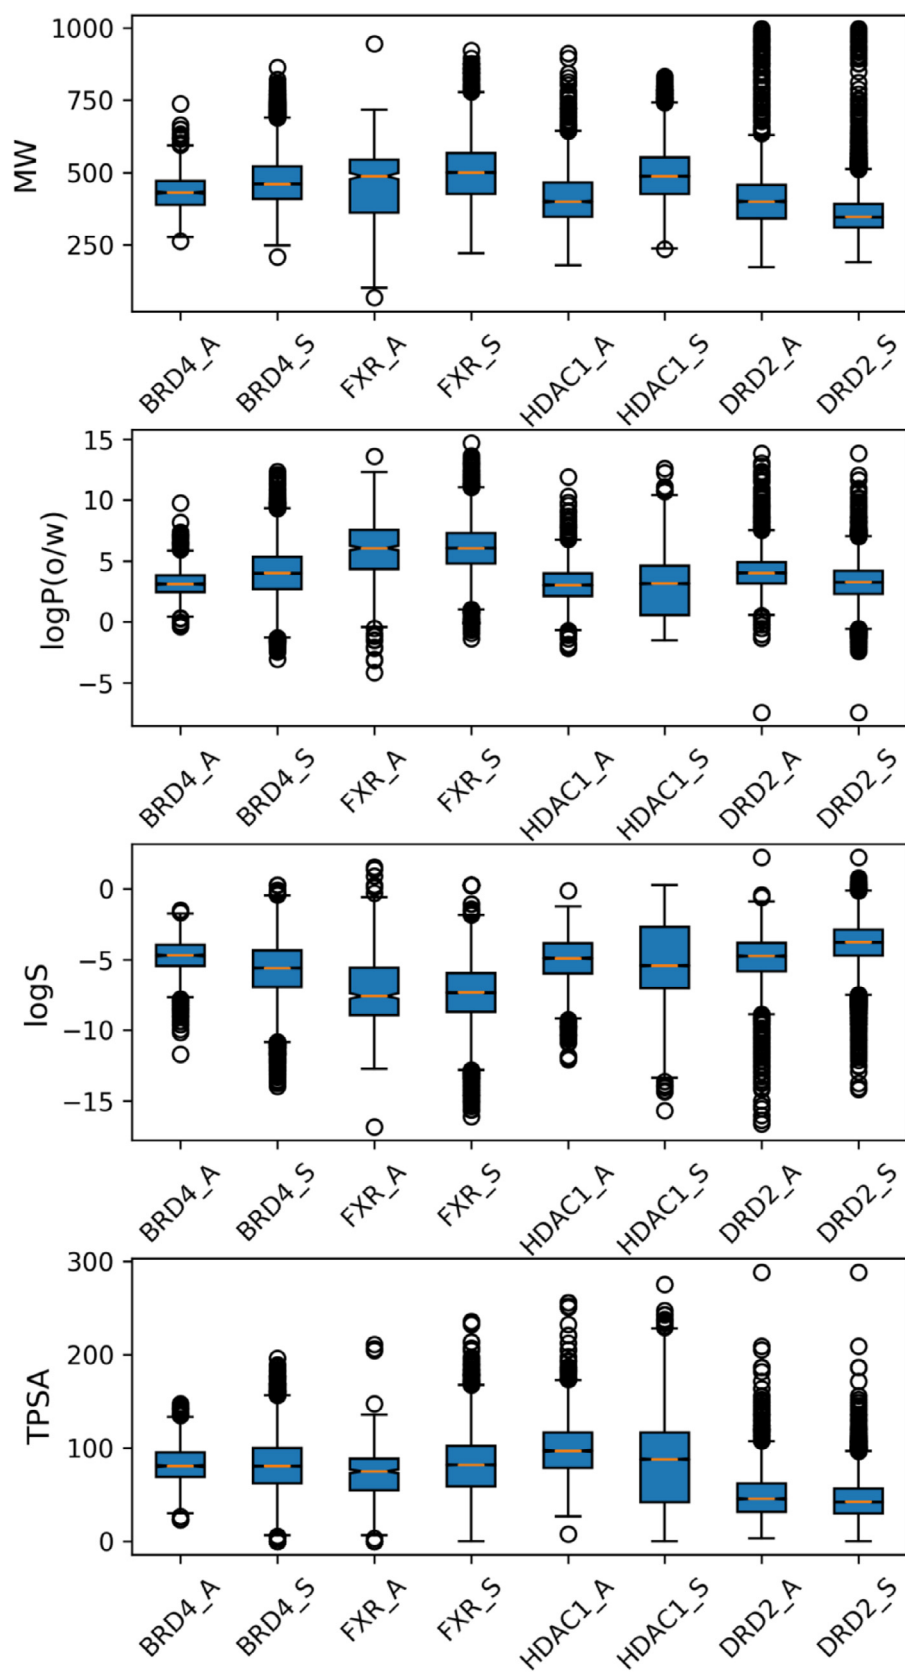 MW
1000
750
500
250
BRD4_A BRD4_S FXR_A FXR_S HDAC1_A HDAC1_S DRD2_A DRD2_S
logP(o/w)
15
10
5
0
−5
BRD4_A BRD4_S FXR_A FXR_S HDAC1_A HDAC1_S DRD2_A DRD2_S
logS
0
−5
−10
−15
BRD4_A BRD4_S FXR_A FXR_S HDAC1_A HDAC1_S DRD2_A DRD2_S
TPSA
300
200
100
0
BRD4_A BRD4_S FXR_A FXR_S HDAC1_A HDAC1_S DRD2_A DRD2_S